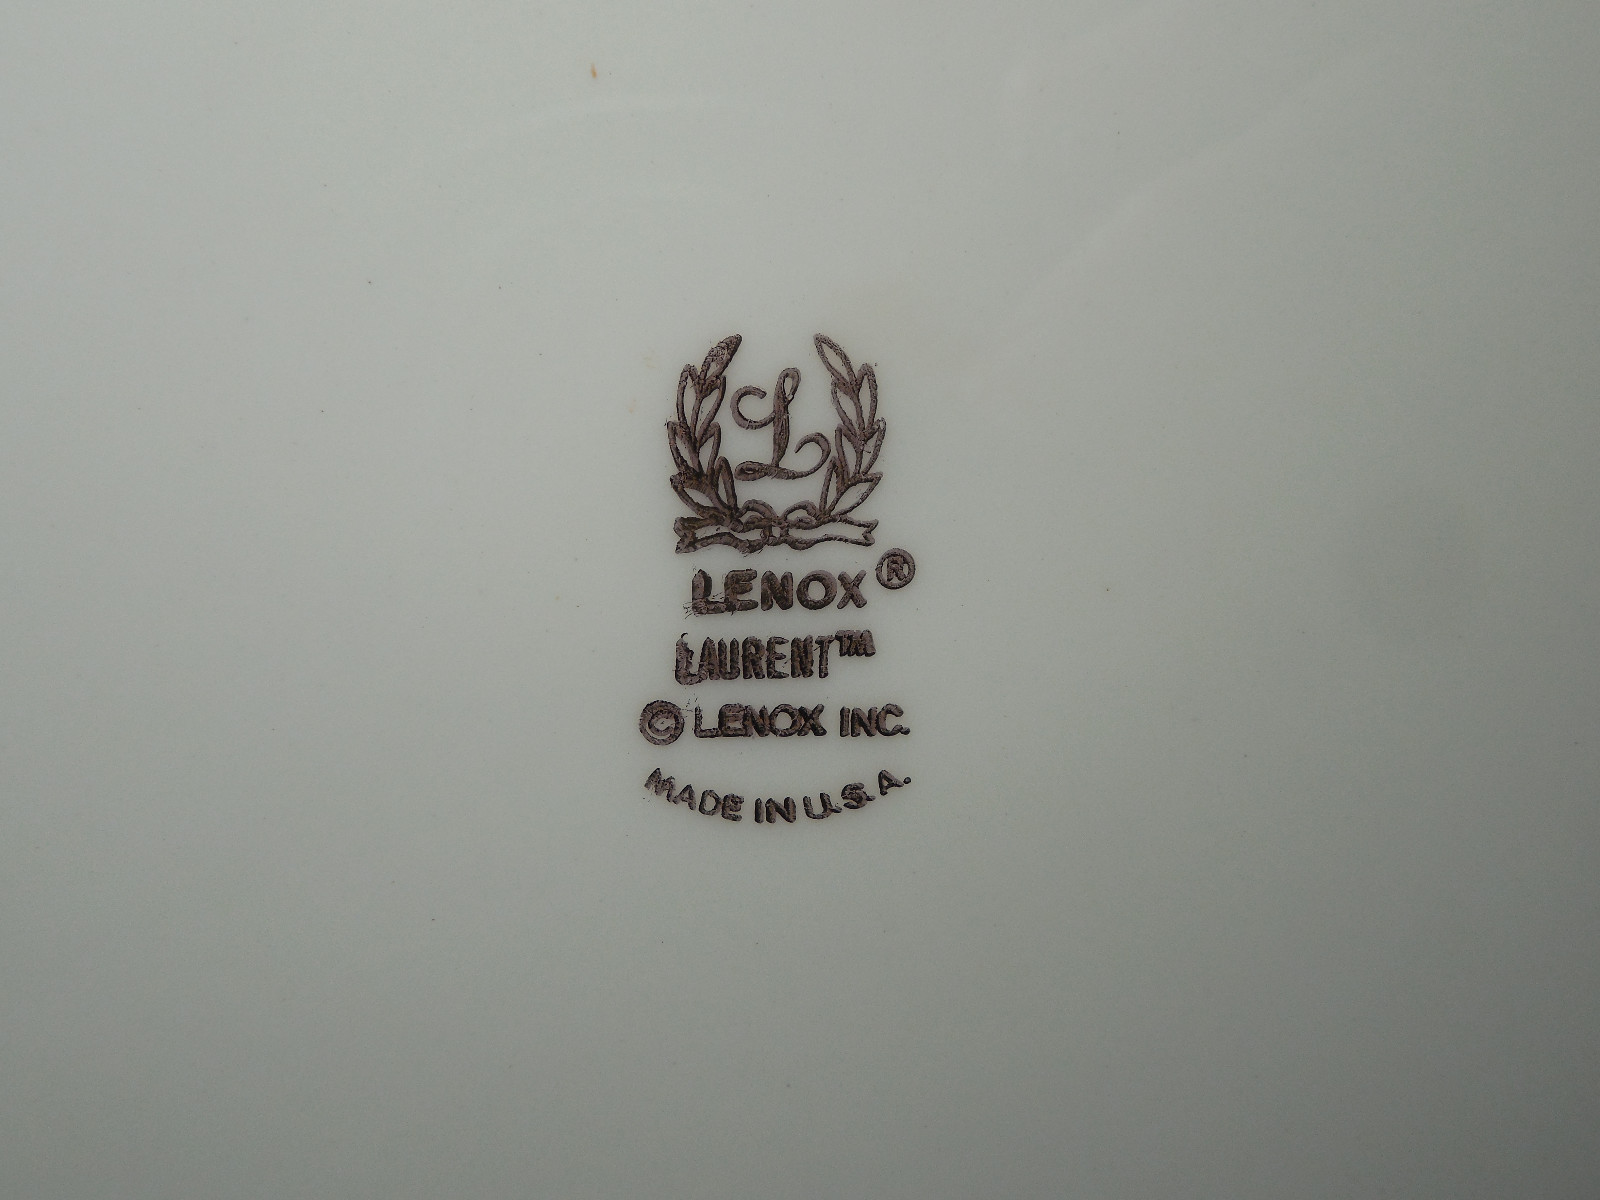 L
LENOX®
LAURENT™
© LENOX INC.
MADE IN U.S.A.